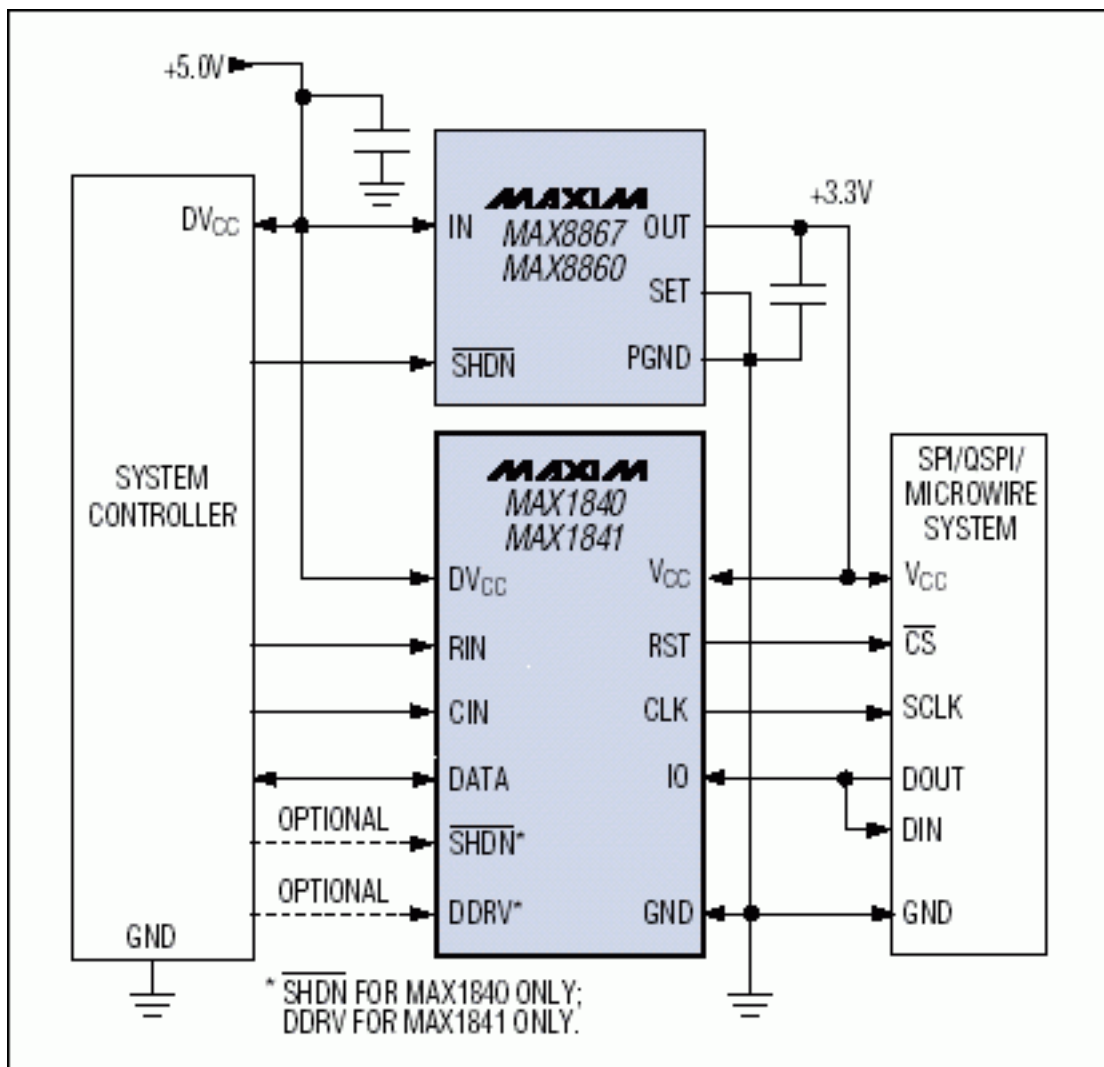 +5.0V
MAXIM
MAX8867
MAX8860
IN
OUT
SET
SHDN
PGND
+3.3V
DVCC
SYSTEM
CONTROLLER
GND
MAXIM
MAX1840
MAX1841
DVCC
VCC
RIN
RST
CIN
CLK
DATA
IO
OPTIONAL
SHDN*
OPTIONAL
DDRV*
GND
SPI/QSPI/
MICROWIRE
SYSTEM
VCC
CS
SCLK
DOUT
DIN
GND
* SHDN FOR MAX1840 ONLY;
DDRV FOR MAX1841 ONLY.